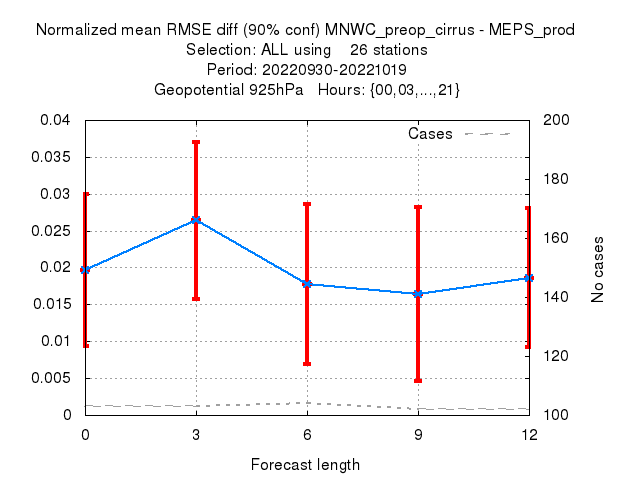 Normalized mean RMSE diff (90% conf) MNWC_preop_cirrus - MEPS_prod
Selection: ALL using    26 stations
Period: 20220930-20221019
Geopotential 925hPa   Hours: {00,03,...,21}
Cases
0.04
0.035
0.03
0.025
0.02
0.015
0.01
0.005
0
200
180
160
140
120
100
No cases
0 3 6 9 12
Forecast length